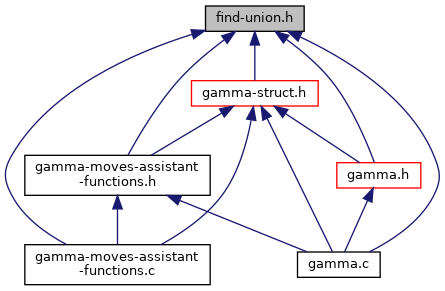 find-union.h
gamma-struct.h
gamma-moves-assistant
-functions.h
gamma.h
gamma-moves-assistant
-functions.c
gamma.c